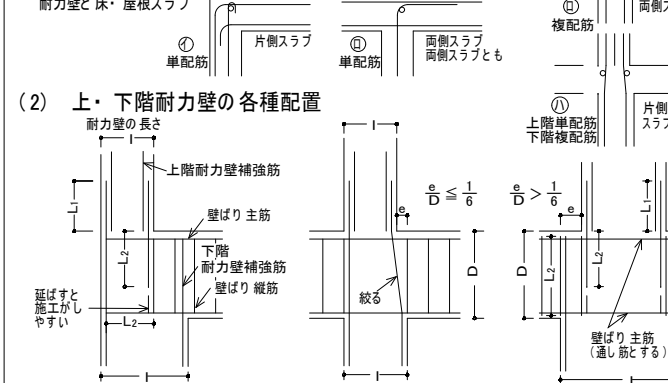 耐力壁と床・屋根スラブ
㋑
単配筋
片側スラブ
㋺
単配筋
両側スラブ
両側スラブとも
㋺
複配筋
両側ス
㋩
上階単配筋
下階複配筋
片側
スラブ
(2) 上・下階耐力壁の各種配置
耐力壁の長さ
l
上階耐力壁補強筋
L1
壁ばり主筋
L2
下階
耐力壁補強筋
壁ばり縦筋
延ばすと
施工がし
やすい
L2
l
l
e/D ≦ 1/6
e
D
絞る
l
e/D > 1/6
e
L1
L2
D
L2
壁ばり主筋
(通し筋とする)
l